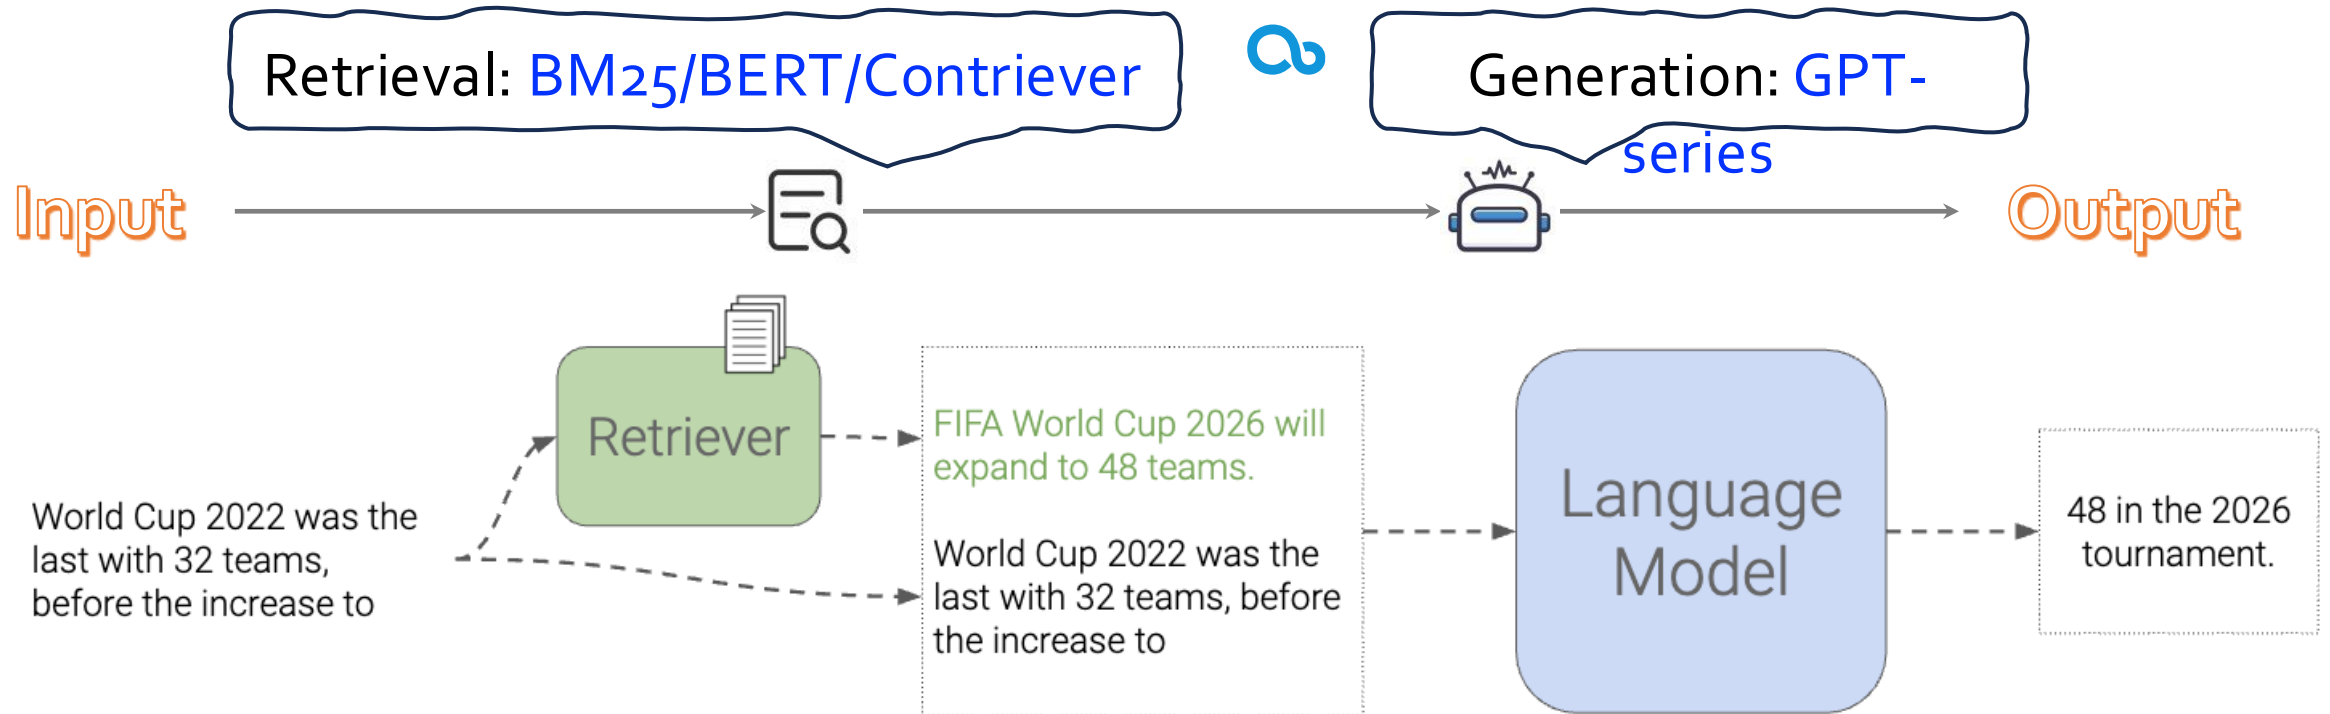 Retrieval: BM25/BERT/Contriever
Generation: GPT-
series
Input
Output
Retriever
FIFA World Cup 2026 will
expand to 48 teams.
World Cup 2022 was the
last with 32 teams,
before the increase to
World Cup 2022 was the
last with 32 teams, before
the increase to
Language
Model
48 in the 2026
tournament.